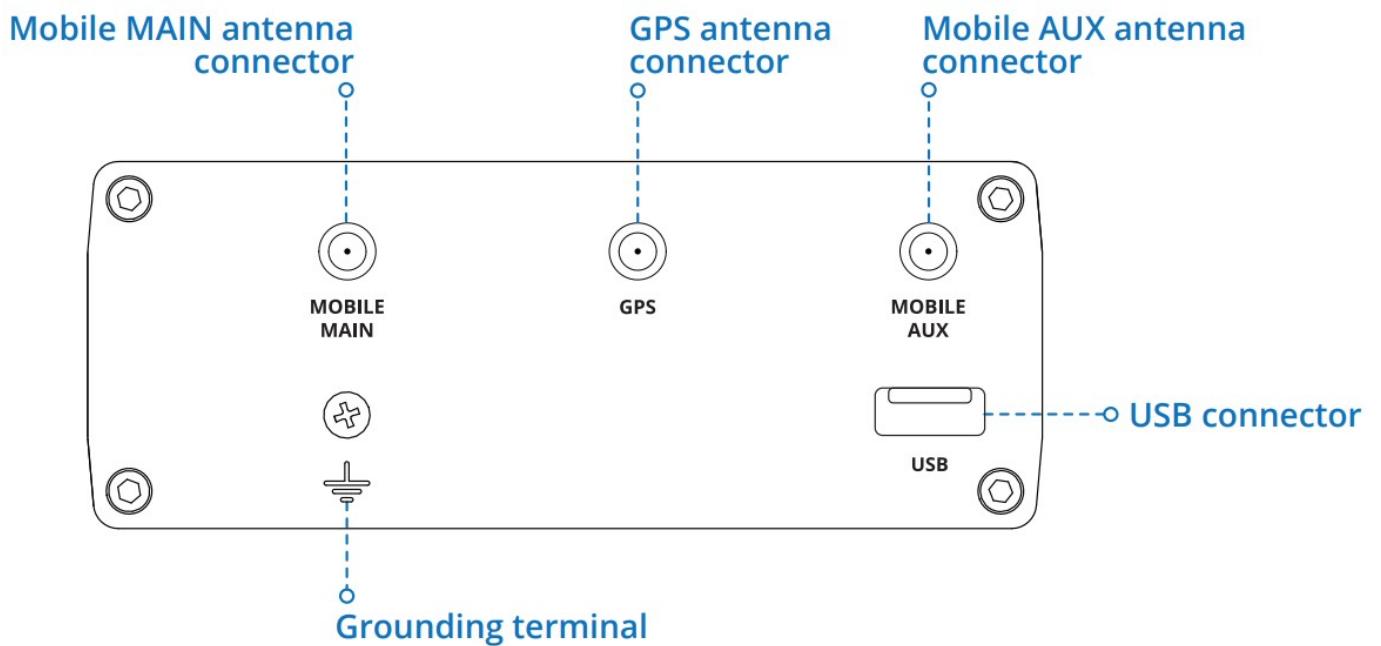 Mobile MAIN antenna
connector
GPS antenna
connector
Mobile AUX antenna
connector
MOBILE
MAIN
GPS
MOBILE
AUX
USB connector
USB
Grounding terminal